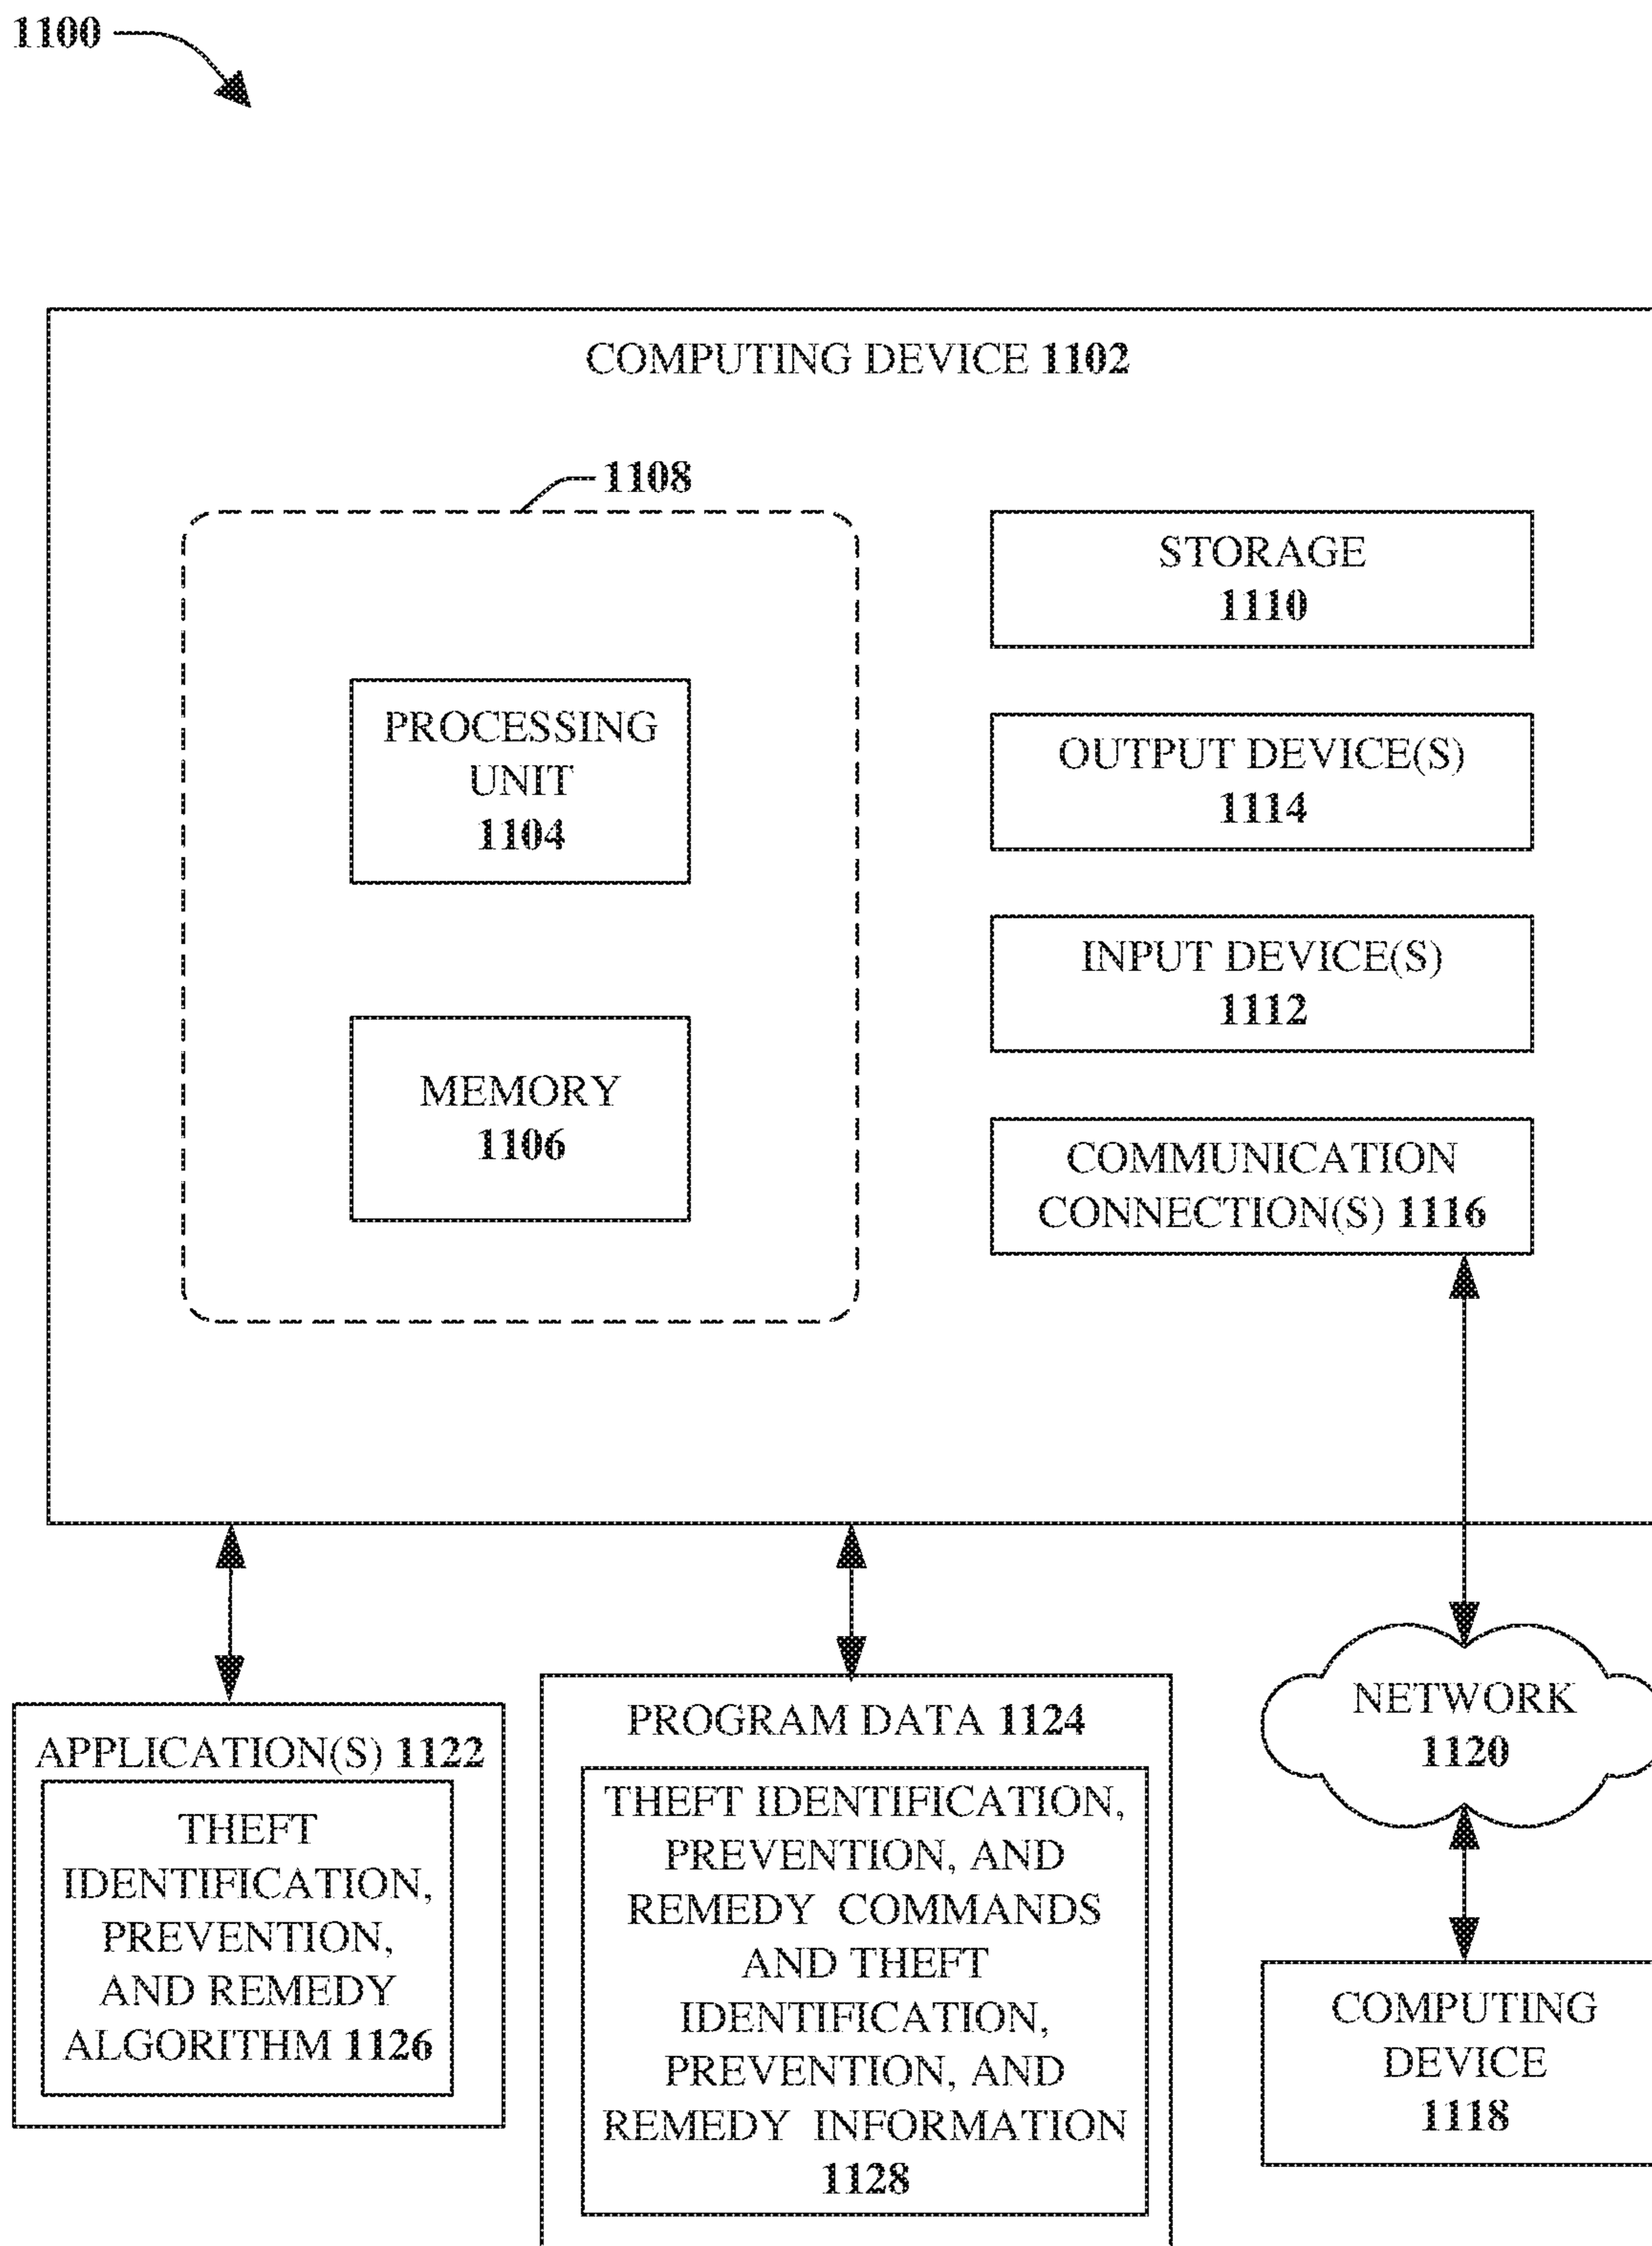 1100
COMPUTING DEVICE 1102
1108
PROCESSING
UNIT
1104
MEMORY
1106
STORAGE
1110
OUTPUT DEVICE(S)
1114
INPUT DEVICE(S)
1112
COMMUNICATION
CONNECTION(S) 1116
APPLICATION(S) 1122
THEFT
IDENTIFICATION,
PREVENTION,
AND REMEDY
ALGORITHM 1126
PROGRAM DATA 1124
THEFT IDENTIFICATION,
PREVENTION, AND
REMEDY COMMANDS
AND THEFT
IDENTIFICATION,
PREVENTION, AND
REMEDY INFORMATION
1128
NETWORK
1120
COMPUTING
DEVICE
1118